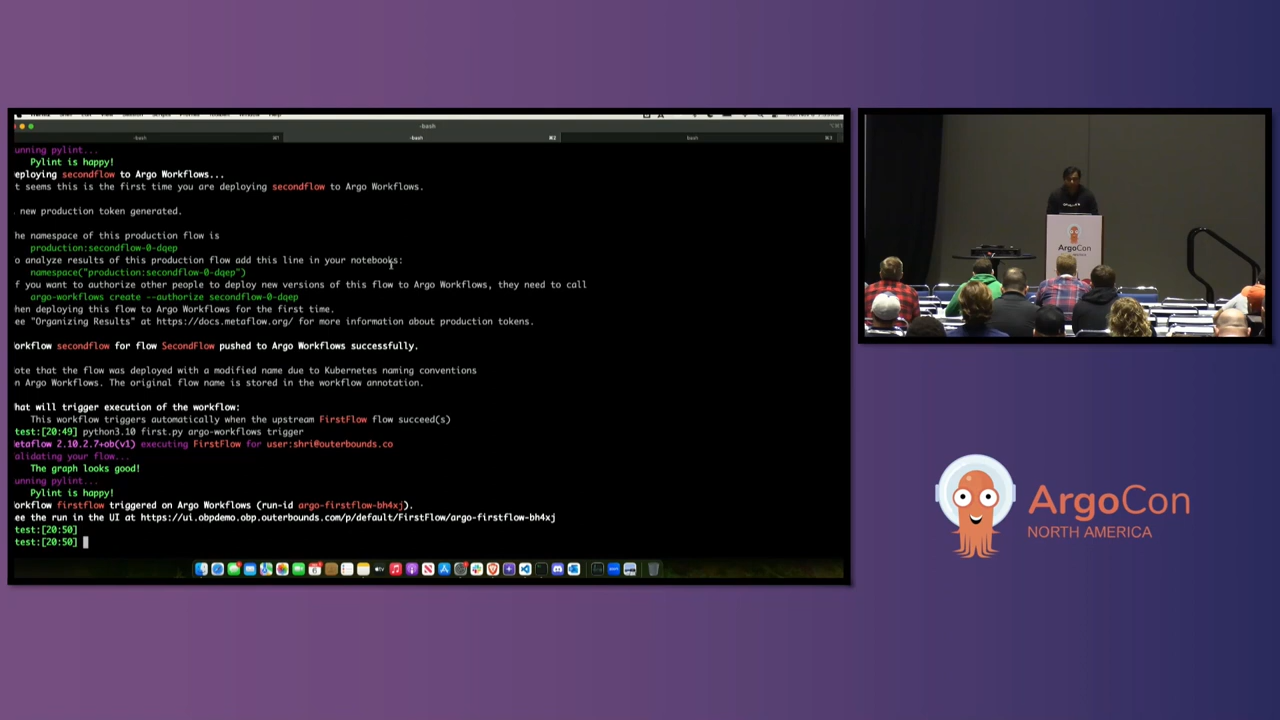 -bash
-bash
-bash
bash
unning pylint...
Pylint is happy!
eploying secondflow to Argo Workflows...
t seems this is the first time you are deploying secondflow to Argo Workflows.
new production token generated.
he namespace of this production flow is
production:secondflow-0-dqep
o analyze results of this production flow add this line in your notebooks:
namespace("production:secondflow-0-dqep")
f you want to authorize other people to deploy new versions of this flow to Argo Workflows, they need to call
argo-workflows create --authorize secondflow-0-dqep
hen deploying this flow to Argo Workflows for the first time.
ee "Organizing Results" at https://docs.metaflow.org/ for more information about production tokens.
orkflow secondflow for flow SecondFlow pushed to Argo Workflows successfully.
ote that the flow was deployed with a modified name due to Kubernetes naming conventions
n Argo Workflows. The original flow name is stored in the workflow annotation.
hat will trigger execution of the workflow:
This workflow triggers automatically when the upstream FirstFlow flow succeed(s)
test:[20:49] python3.10 first.py argo-workflows trigger
etaflow 2.10.2.7+ob(v1) executing FirstFlow for user:shri@outerbounds.co
alidating your flow...
The graph looks good!
unning pylint...
Pylint is happy!
orkflow firstflow triggered on Argo Workflows (run-id argo-firstflow-bh4xj).
ee the run in the UI at https://ui.obpdemo.obp.outerbounds.com/p/default/FirstFlow/argo-firstflow-bh4xj
test:[20:50]
test:[20:50]
ArgoCon
ArgoCon
NORTH AMERICA